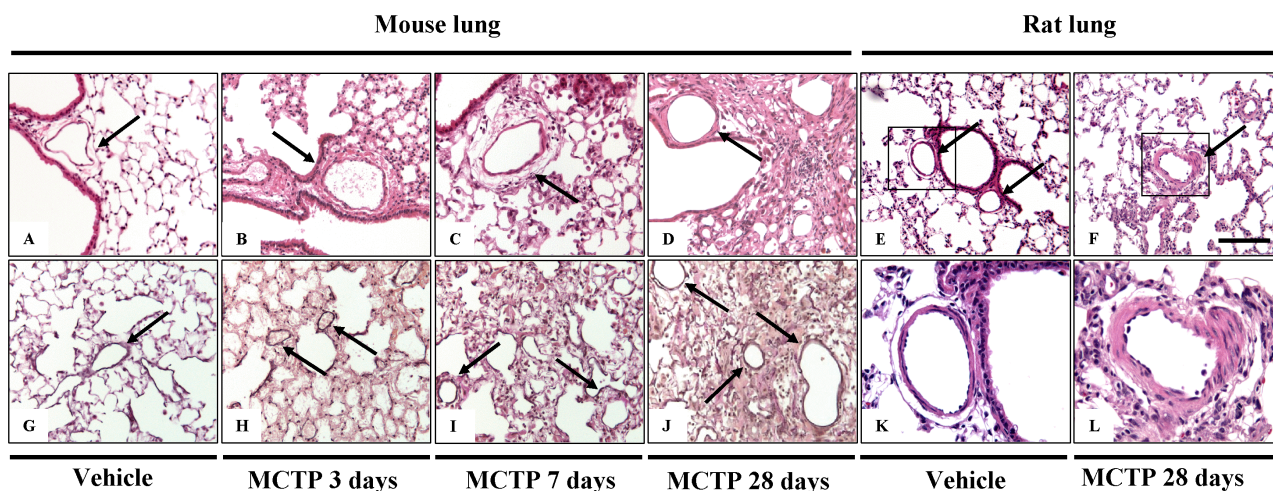 Mouse lung Rat lung
A B C D E F
G H I J K L
Vehicle MCTP 3 days MCTP 7 days MCTP 28 days Vehicle MCTP 28 days